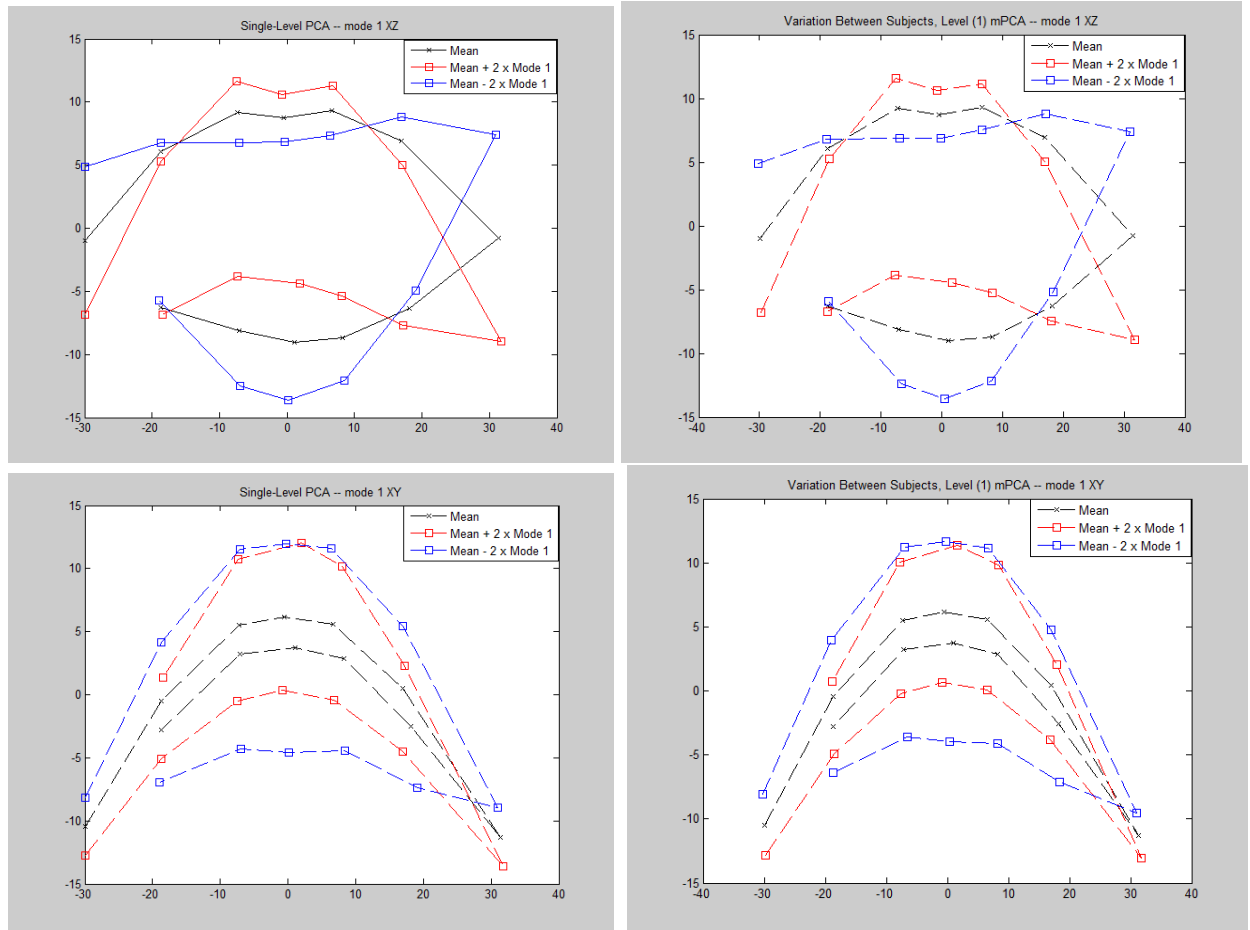 Single-Level PCA -- mode 1 XZ
Mean
Mean + 2 x Mode 1
Mean - 2 x Mode 1
15
10
5
0
-5
-10
-15
-30 -20 -10 0 10 20 30 40
Variation Between Subjects, Level (1) mPCA -- mode 1 XZ
Mean
Mean + 2 x Mode 1
Mean - 2 x Mode 1
15
10
5
0
-5
-10
-15
-40 -30 -20 -10 0 10 20 30 40
Single-Level PCA -- mode 1 XY
Mean
Mean + 2 x Mode 1
Mean - 2 x Mode 1
15
10
5
0
-5
-10
-15
-30 -20 -10 0 10 20 30 40
Variation Between Subjects, Level (1) mPCA -- mode 1 XY
Mean
Mean + 2 x Mode 1
Mean - 2 x Mode 1
15
10
5
0
-5
-10
-15
-40 -30 -20 -10 0 10 20 30 40